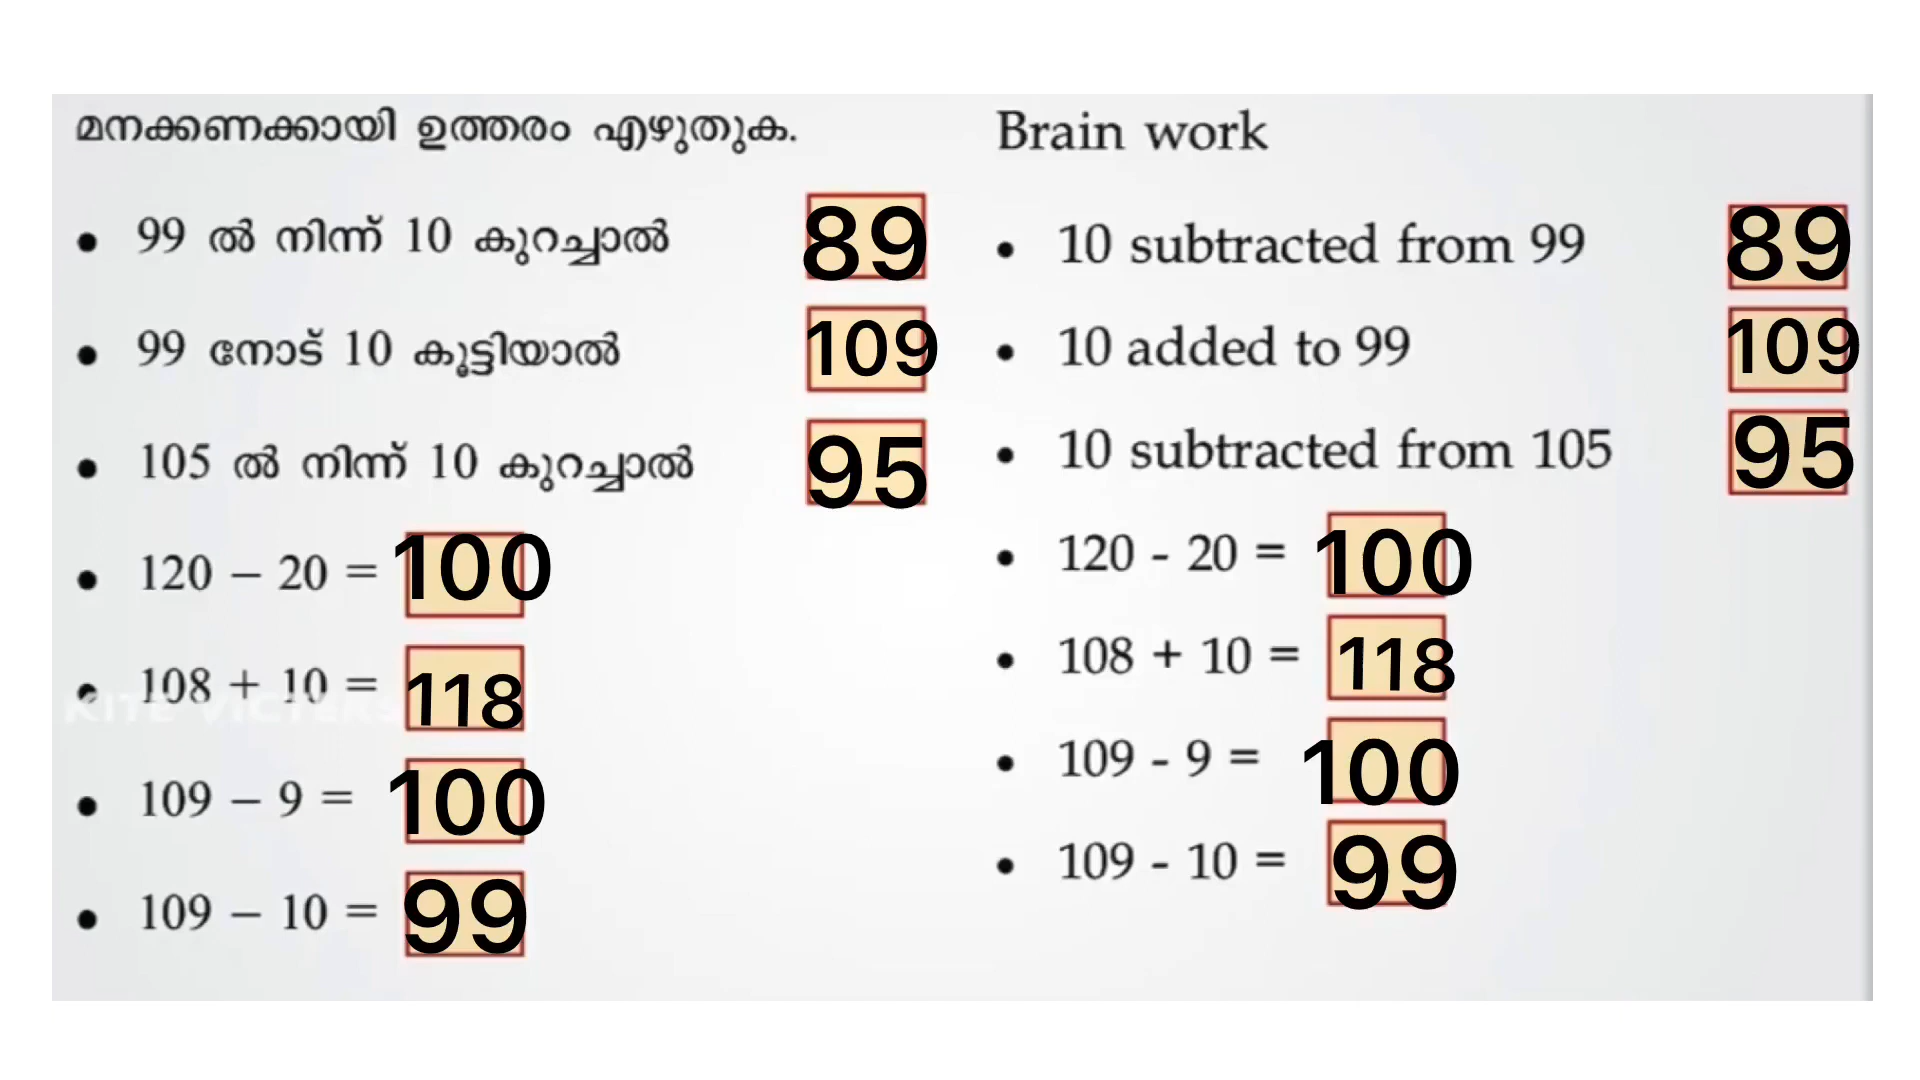 മനക്കണക്കായി ഉത്തരം എഴുതുക.
• 99 ൽ നിന്ന് 10 കുറച്ചാൽ 89
• 99 നോട് 10 കൂട്ടിയാൽ 109
• 105 ൽ നിന്ന് 10 കുറച്ചാൽ 95
• 120 – 20 = 100
• 108 + 10 = 118
KITE VICTERS
• 109 – 9 = 100
• 109 – 10 = 99
Brain work
• 10 subtracted from 99 89
• 10 added to 99 109
• 10 subtracted from 105 95
• 120 - 20 = 100
• 108 + 10 = 118
• 109 - 9 = 100
• 109 - 10 = 99